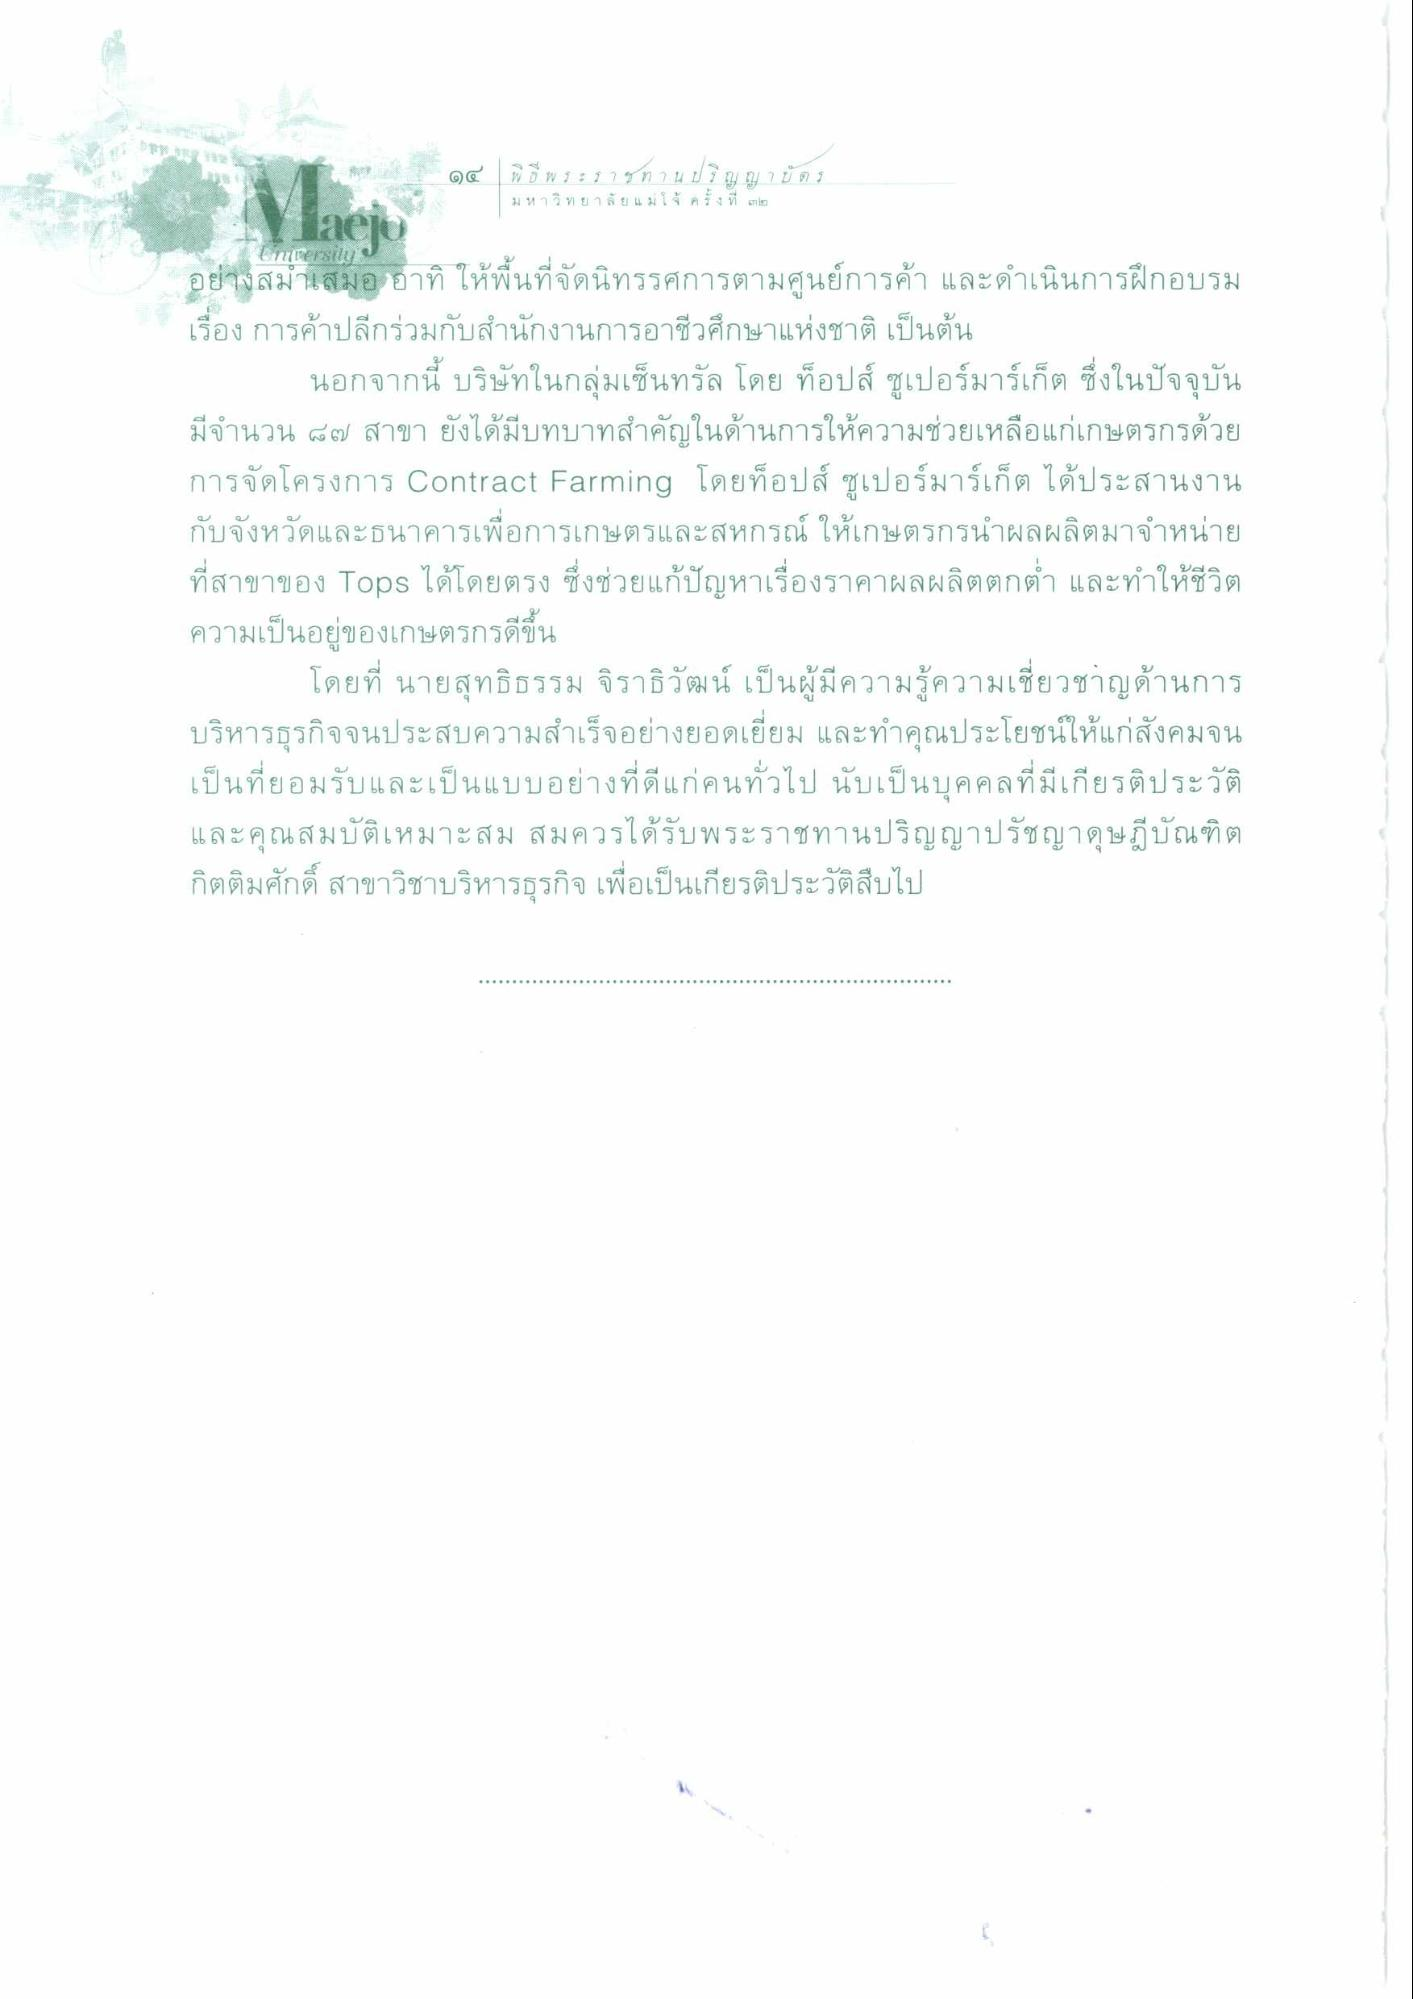 ๑๔ พิธีพระราชทานปริญญาบัตร
มหาวิทยาลัยแม่โจ้ ครั้งที่ ๓๒
Maejo
University
อย่างสม่ำเสมอ อาทิ ให้พื้นที่จัดนิทรรศการตามศูนย์การค้า และดำเนินการฝึกอบรม
เรื่อง การค้าปลีกร่วมกับสำนักงานการอาชีวศึกษาแห่งชาติ เป็นต้น
นอกจากนี้ บริษัทในกลุ่มเซ็นทรัล โดย ท็อปส์ ซูเปอร์มาร์เก็ต ซึ่งในปัจจุบัน
มีจำนวน ๘๗ สาขา ยังได้มีบทบาทสำคัญในด้านการให้ความช่วยเหลือแก่เกษตรกรด้วย
การจัดโครงการ Contract Farming โดยท็อปส์ ซูเปอร์มาร์เก็ต ได้ประสานงาน
กับจังหวัดและธนาคารเพื่อการเกษตรและสหกรณ์ ให้เกษตรกรนำผลผลิตมาจำหน่าย
ที่สาขาของ Tops ได้โดยตรง ซึ่งช่วยแก้ปัญหาเรื่องราคาผลผลิตตกต่ำ และทำให้ชีวิต
ความเป็นอยู่ของเกษตรกรดีขึ้น
โดยที่ นายสุทธิธรรม จิราธิวัฒน์ เป็นผู้มีความรู้ความเชี่ยวชาญด้านการ
บริหารธุรกิจจนประสบความสำเร็จอย่างยอดเยี่ยม และทำคุณประโยชน์ให้แก่สังคมจน
เป็นที่ยอมรับและเป็นแบบอย่างที่ดีแก่คนทั่วไป นับเป็นบุคคลที่มีเกียรติประวัติ
และคุณสมบัติเหมาะสม สมควรได้รับพระราชทานปริญญาปรัชญาดุษฎีบัณฑิต
กิตติมศักดิ์ สาขาวิชาบริหารธุรกิจ เพื่อเป็นเกียรติประวัติสืบไป